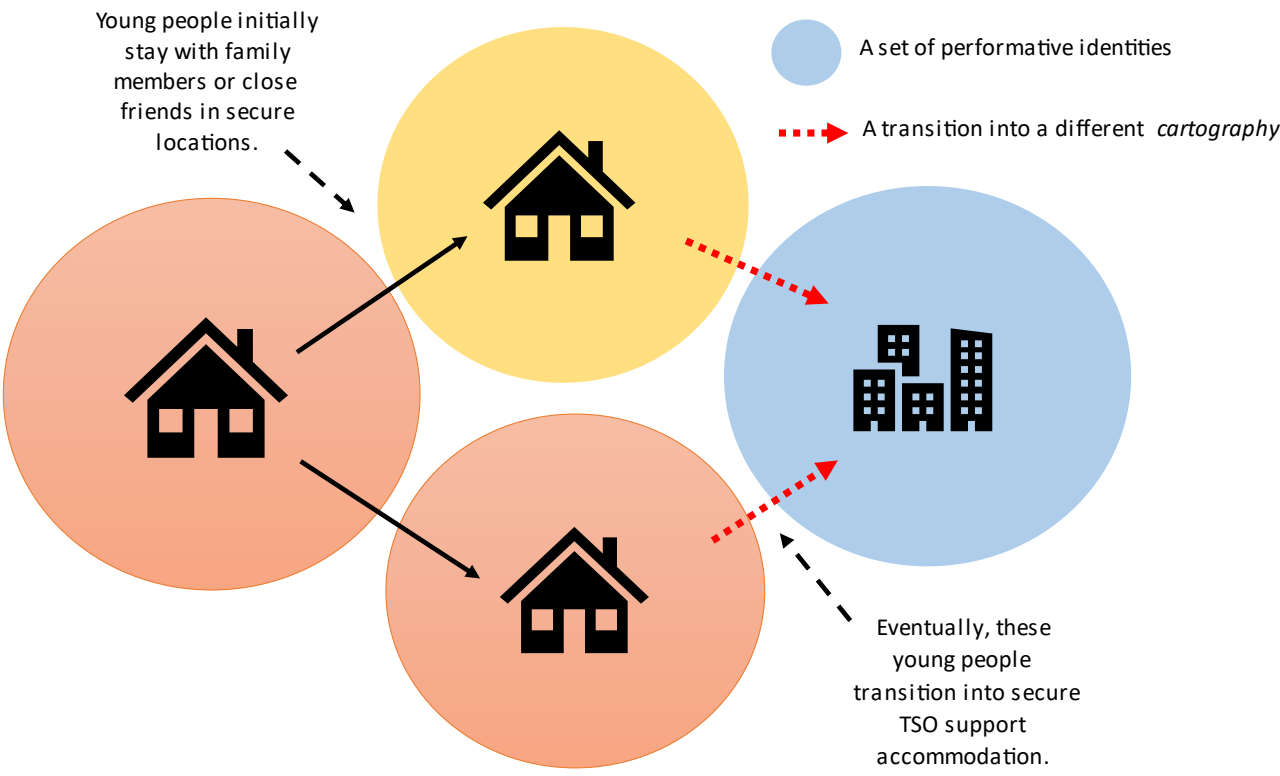 Young people initially
stay with family
members or close
friends in secure
locations.
A set of performative identities
A transition into a different cartography
Eventually, these
young people
transition into secure
TSO support
accommodation.